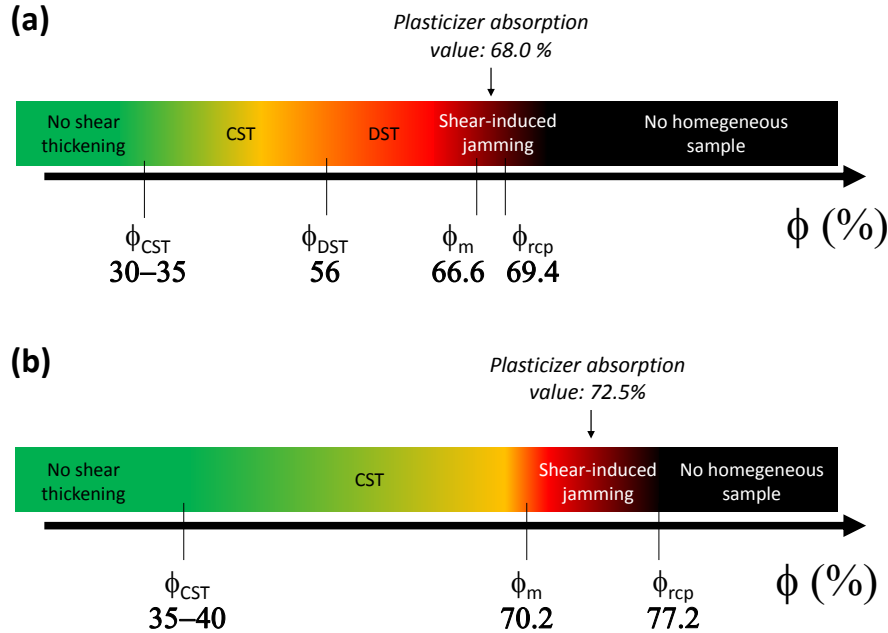 (a)
Plasticizer absorption
value: 68.0 %
No shear
thickening
CST
DST
Shear-induced
jamming
No homegeneous
sample
ϕCST
30–35
ϕDST
56
ϕm
66.6
ϕrcp
69.4
ϕ (%)
(b)
Plasticizer absorption
value: 72.5%
No shear
thickening
CST
Shear-induced
jamming
No homegeneous
sample
ϕCST
35–40
ϕm
70.2
ϕrcp
77.2
ϕ (%)